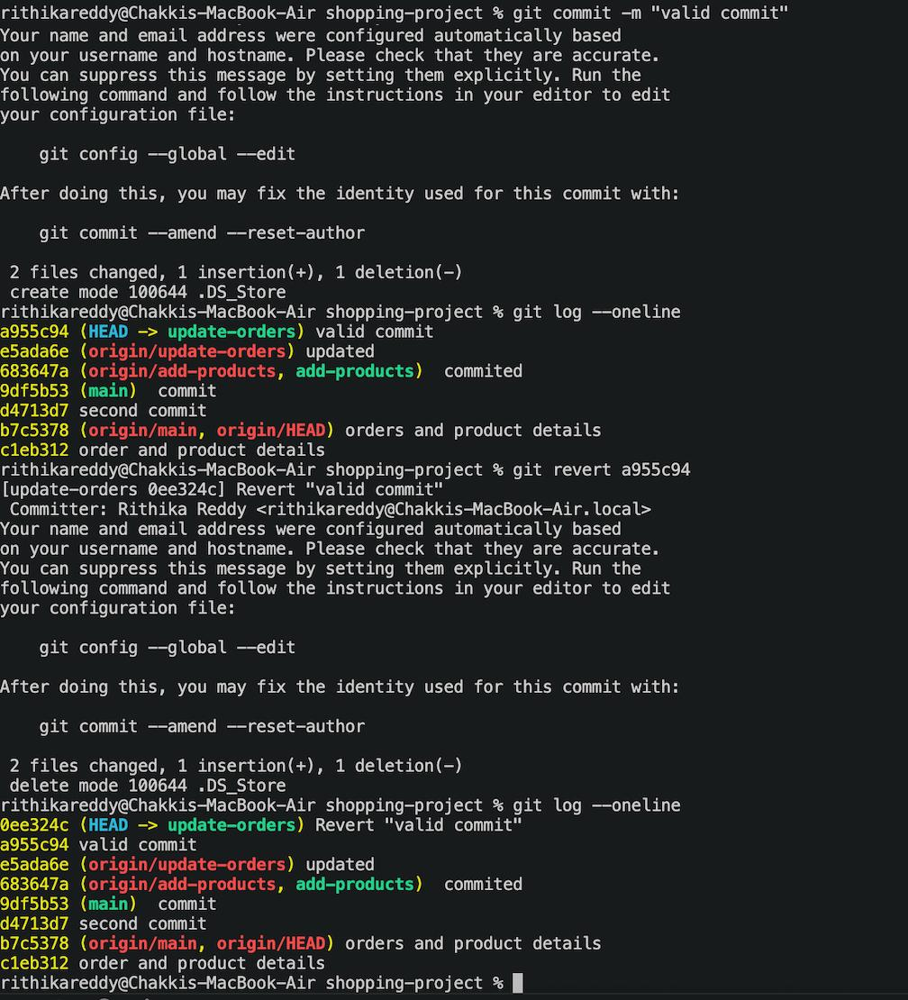 rithikareddy@Chakkis-MacBook-Air shopping-project % git commit -m "valid commit"
Your name and email address were configured automatically based
on your username and hostname. Please check that they are accurate.
You can suppress this message by setting them explicitly. Run the
following command and follow the instructions in your editor to edit
your configuration file:
git config --global --edit
After doing this, you may fix the identity used for this commit with:
git commit --amend --reset-author
2 files changed, 1 insertion(+), 1 deletion(-)
create mode 100644 .DS_Store
rithikareddy@Chakkis-MacBook-Air shopping-project % git log --oneline
a955c94 (HEAD -> update-orders) valid commit
e5ada6e (origin/update-orders) updated
683647a (origin/add-products, add-products)  commited
9df5b53 (main)  commit
d4713d7 second commit
b7c5378 (origin/main, origin/HEAD) orders and product details
c1eb312 order and product details
rithikareddy@Chakkis-MacBook-Air shopping-project % git revert a955c94
[update-orders 0ee324c] Revert "valid commit"
Committer: Rithika Reddy <rithikareddy@Chakkis-MacBook-Air.local>
Your name and email address were configured automatically based
on your username and hostname. Please check that they are accurate.
You can suppress this message by setting them explicitly. Run the
following command and follow the instructions in your editor to edit
your configuration file:
git config --global --edit
After doing this, you may fix the identity used for this commit with:
git commit --amend --reset-author
2 files changed, 1 insertion(+), 1 deletion(-)
delete mode 100644 .DS_Store
rithikareddy@Chakkis-MacBook-Air shopping-project % git log --oneline
0ee324c (HEAD -> update-orders) Revert "valid commit"
a955c94 valid commit
e5ada6e (origin/update-orders) updated
683647a (origin/add-products, add-products)  commited
9df5b53 (main)  commit
d4713d7 second commit
b7c5378 (origin/main, origin/HEAD) orders and product details
c1eb312 order and product details
rithikareddy@Chakkis-MacBook-Air shopping-project %